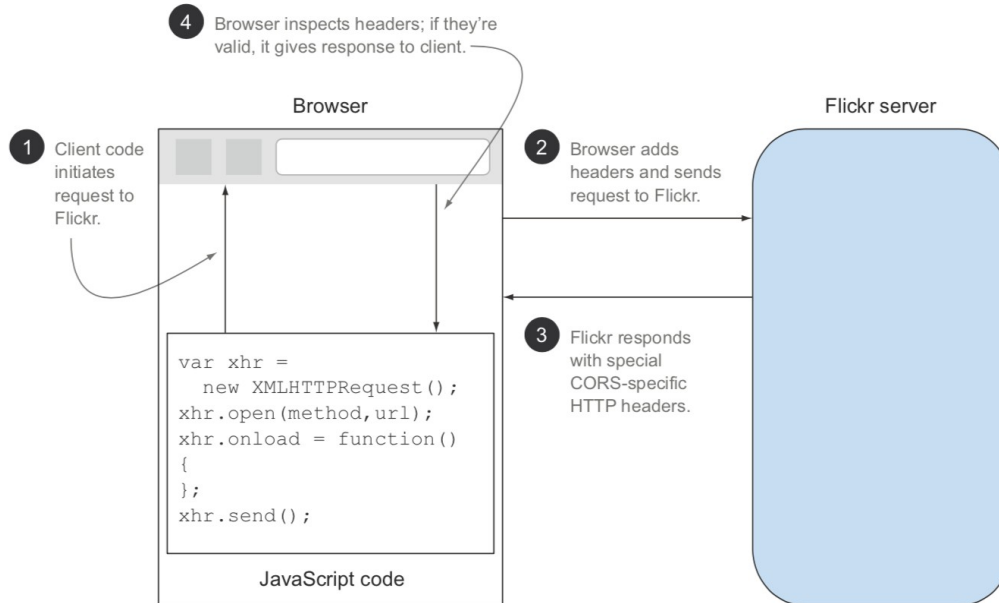 4 Browser inspects headers; if they're
valid, it gives response to client.
Browser
Flickr server
1 Client code
initiates
request to
Flickr.
2 Browser adds
headers and sends
request to Flickr.
3 Flickr responds
with special
CORS-specific
HTTP headers.
var xhr =
new XMLHTTPRequest();
xhr.open(method,url);
xhr.onload = function()
{
};
xhr.send();
JavaScript code